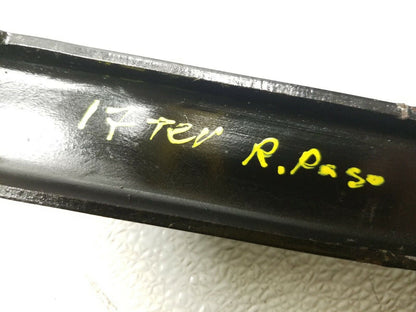 17 Ter R. Paso